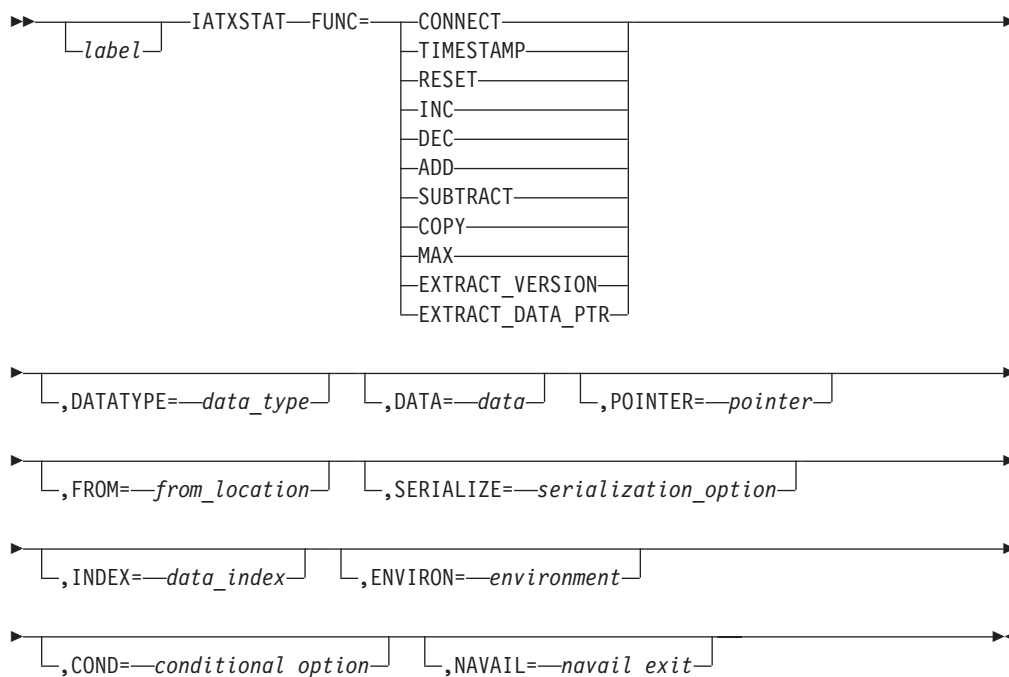 IATXSTAT FUNC= CONNECT
label TIMESTAMP
RESET
INC
DEC
ADD
SUBTRACT
COPY
MAX
EXTRACT_VERSION
EXTRACT_DATA_PTR
,DATATYPE= data_type ,DATA= data ,POINTER= pointer
,FROM= from_location ,SERIALIZE= serialization_option
,INDEX= data_index ,ENVIRON= environment
,COND= conditional option ,NAVAIL= navail exit